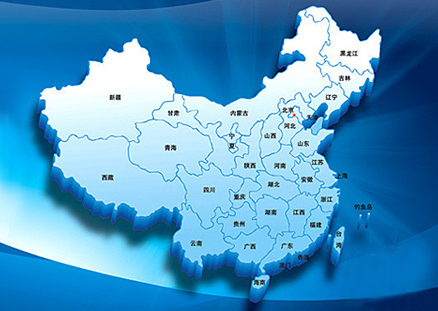 黑龙江
吉林
辽宁
新疆
甘肃
内蒙古
北京
天津
河北
山西
山东
宁夏
青海
陕西
河南
江苏
西藏
四川
重庆
湖北
安徽
上海
浙江
湖南
江西
贵州
福建
钓鱼岛
台湾
云南
广西
广东
香港
澳门
海南